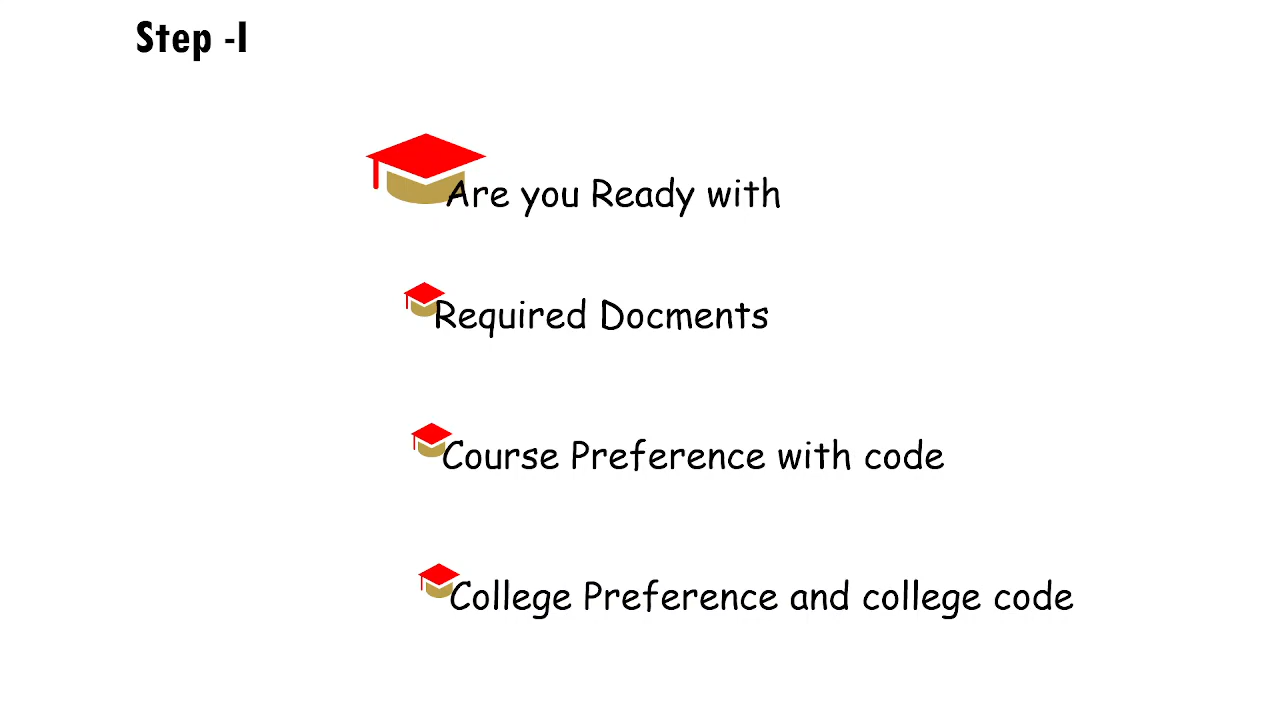 Step -I
Are you Ready with
Required Docments
Course Preference with code
College Preference and college code